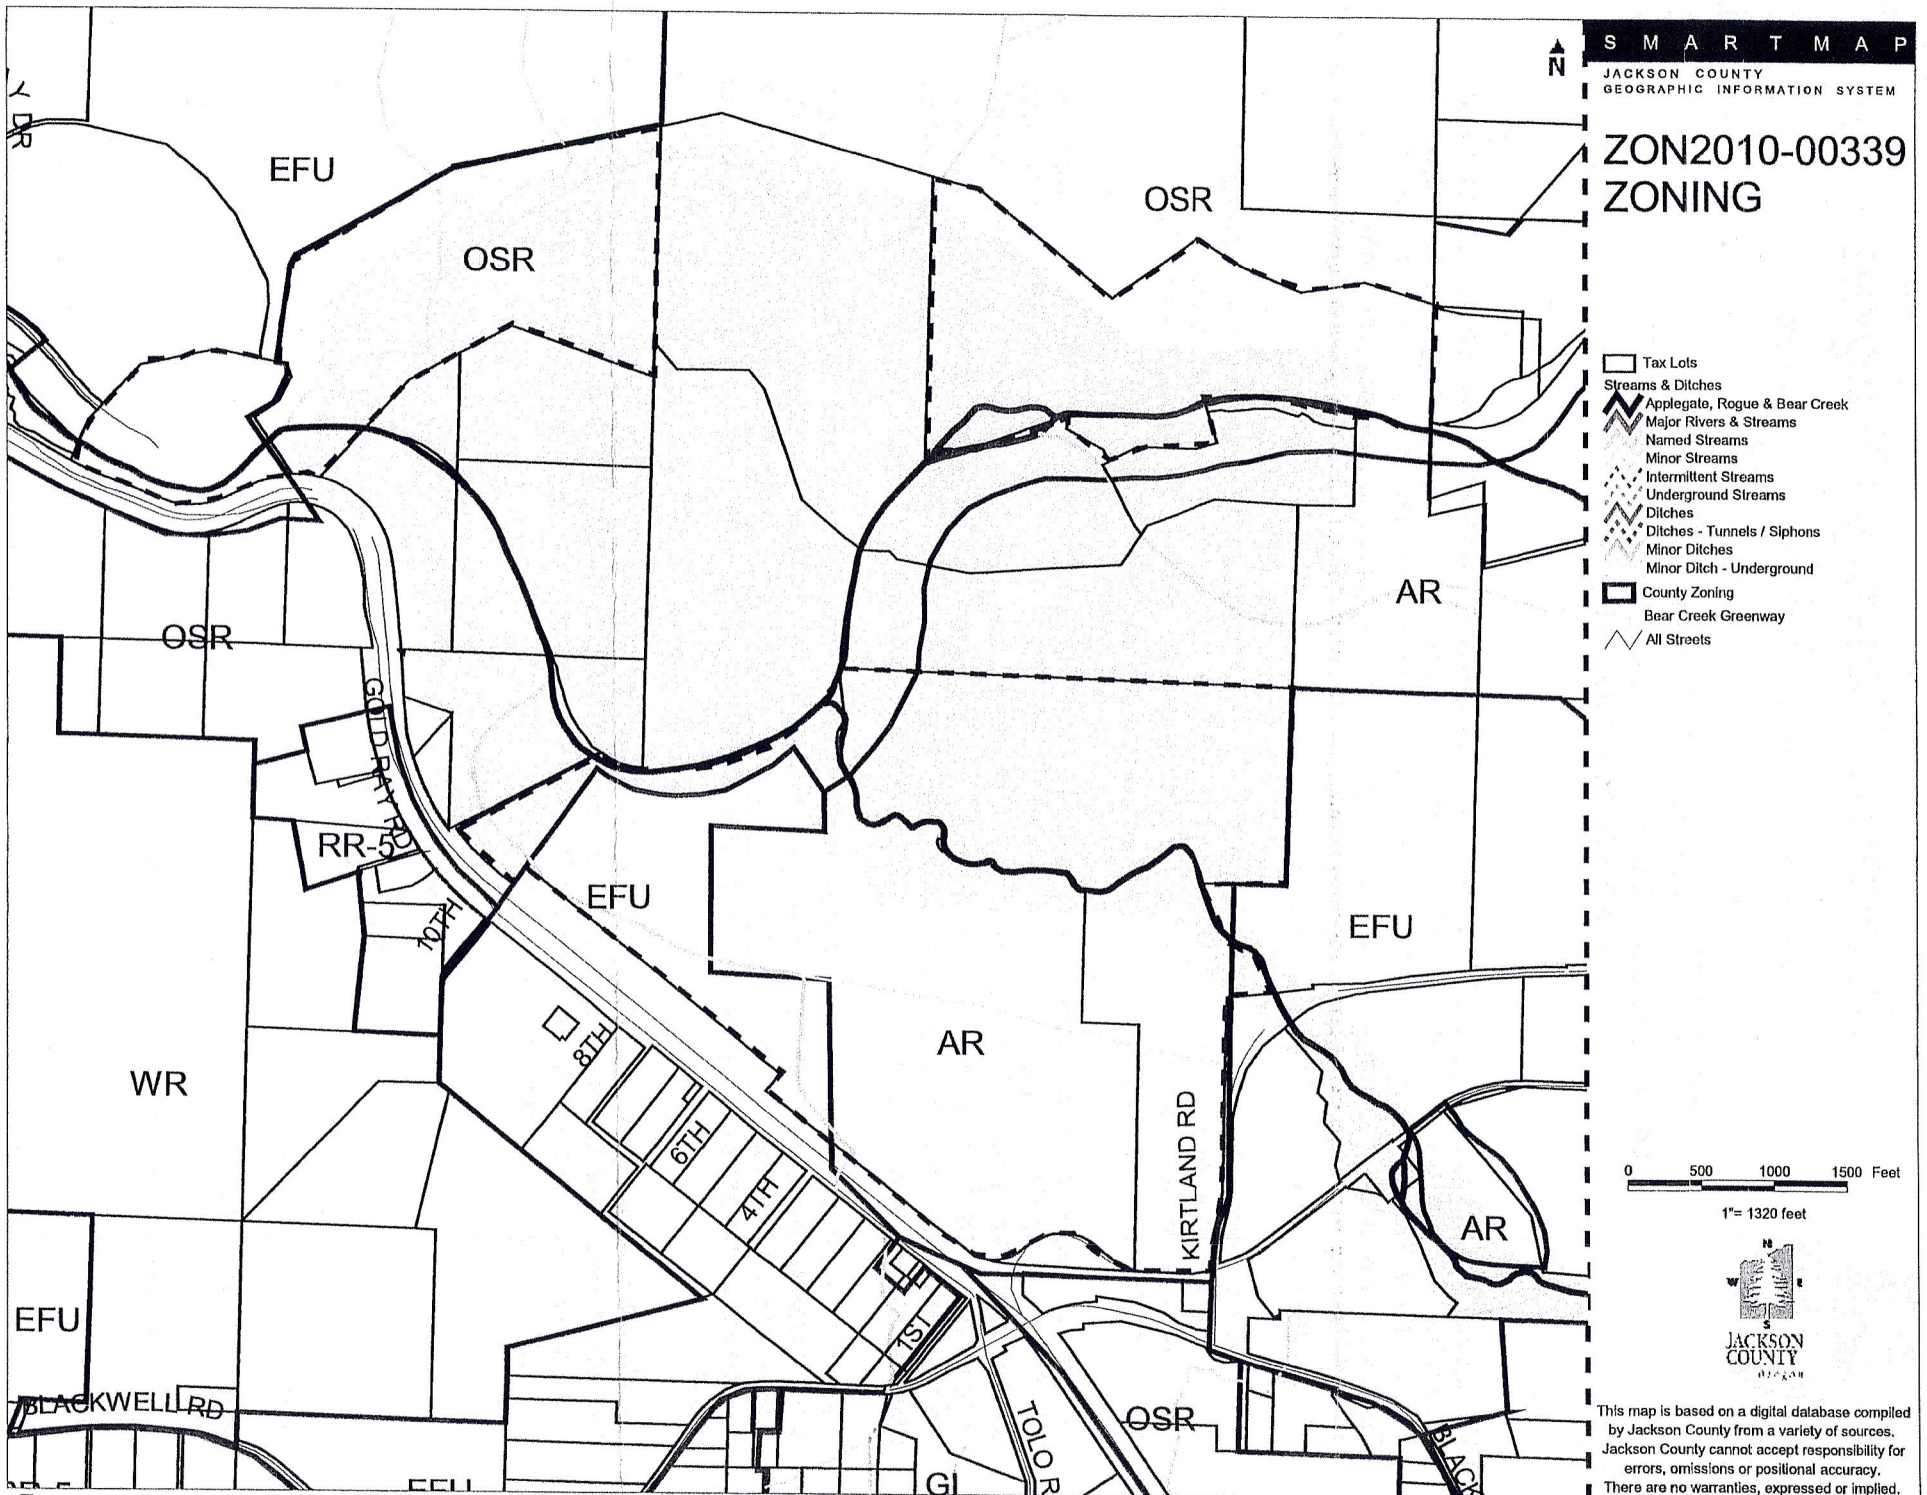 S M A R T M A P
JACKSON COUNTY
GEOGRAPHIC INFORMATION SYSTEM
ZON2010-00339
ZONING
N
Tax Lots
Streams & Ditches
Applegate, Rogue & Bear Creek
Major Rivers & Streams
Named Streams
Minor Streams
Intermittent Streams
Underground Streams
Ditches
Ditches - Tunnels / Siphons
Minor Ditches
Minor Ditch - Underground
County Zoning
Bear Creek Greenway
All Streets
0 500 1000 1500 Feet
1"= 1320 feet
N
W E
S
JACKSON
COUNTY
Oregon
This map is based on a digital database compiled
by Jackson County from a variety of sources.
Jackson County cannot accept responsibility for
errors, omissions or positional accuracy.
There are no warranties, expressed or implied.
Y DR
EFU
OSR
OSR
AR
OSR
GOLD RAY RD
RR-5
10TH
EFU
EFU
WR
8TH
AR
6TH
4TH
KIRTLAND RD
AR
EFU
1ST
BLACKWELL RD
TOLO R
OSR
BLACK
EFU
GI